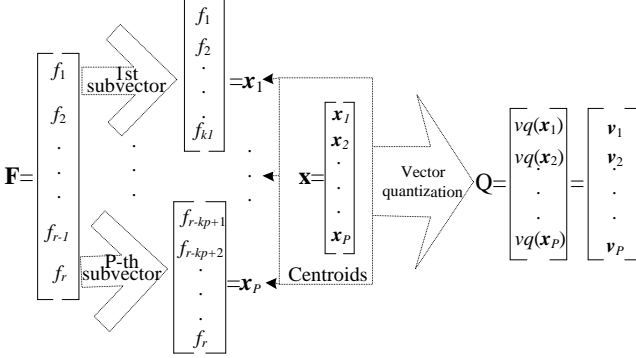 F=
f1
f2
.
.
.
fr-1
fr
1st
subvector
.
.
.
P-th
subvector
f1
f2
.
.
.
fk1
=x1
.
.
.
fr-kp+1
fr-kp+2
.
.
.
fr
=xP
x=
x1
x2
.
.
.
xP
Centroids
Vector
quantization
Q=
vq(x1)
vq(x2)
.
.
.
vq(xP)
=
v1
v2
.
.
.
vP